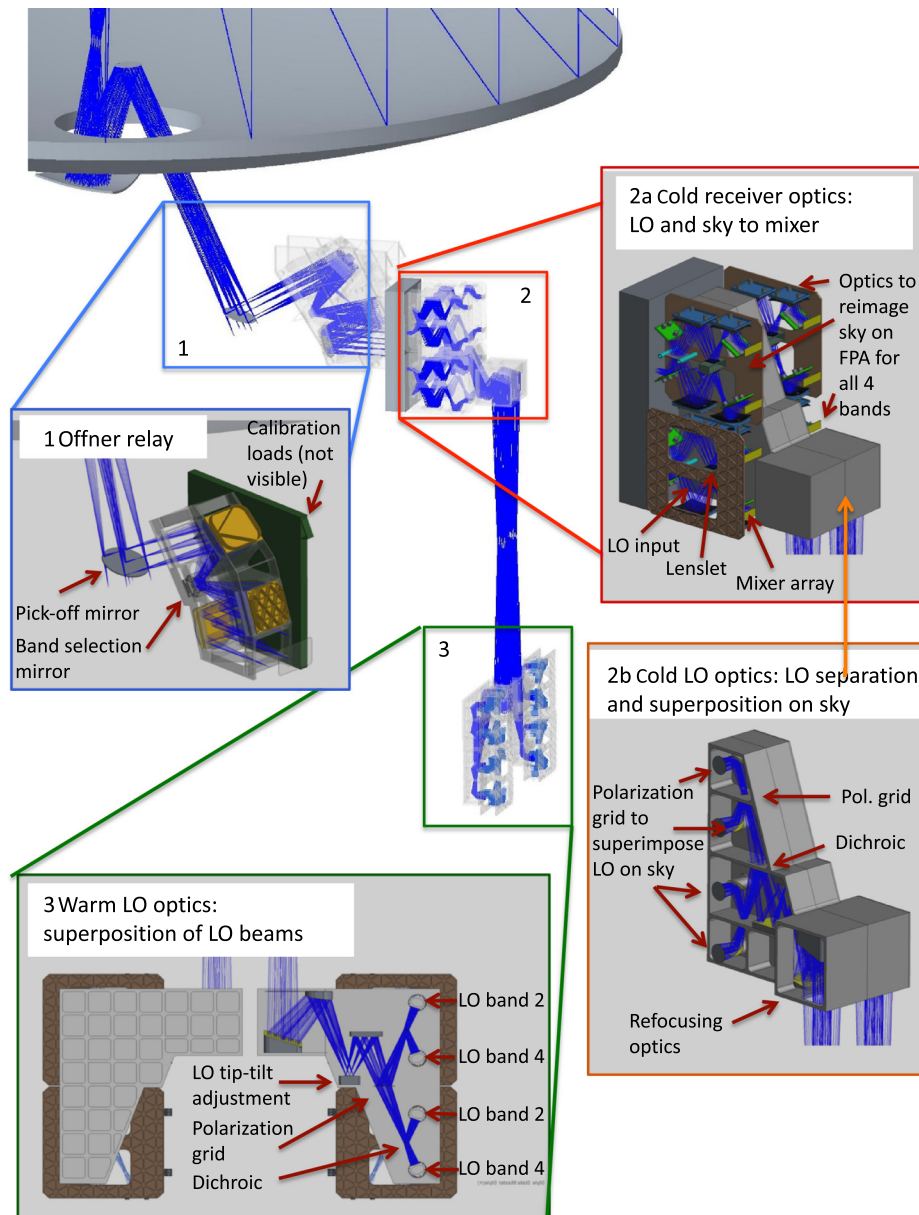 2a Cold receiver optics:
LO and sky to mixer
Optics to
reimage
sky on
FPA for
all 4
bands
LO input
Lenslet
Mixer array
1
2
3
1 Offner relay
Calibration
loads (not
visible)
Pick-off mirror
Band selection
mirror
2b Cold LO optics: LO separation
and superposition on sky
Polarization
grid to
superimpose
LO on sky
Pol. grid
Dichroic
Refocusing
optics
3 Warm LO optics:
superposition of LO beams
LO band 2
LO band 4
LO band 2
LO band 4
LO tip-tilt
adjustment
Polarization
grid
Dichroic